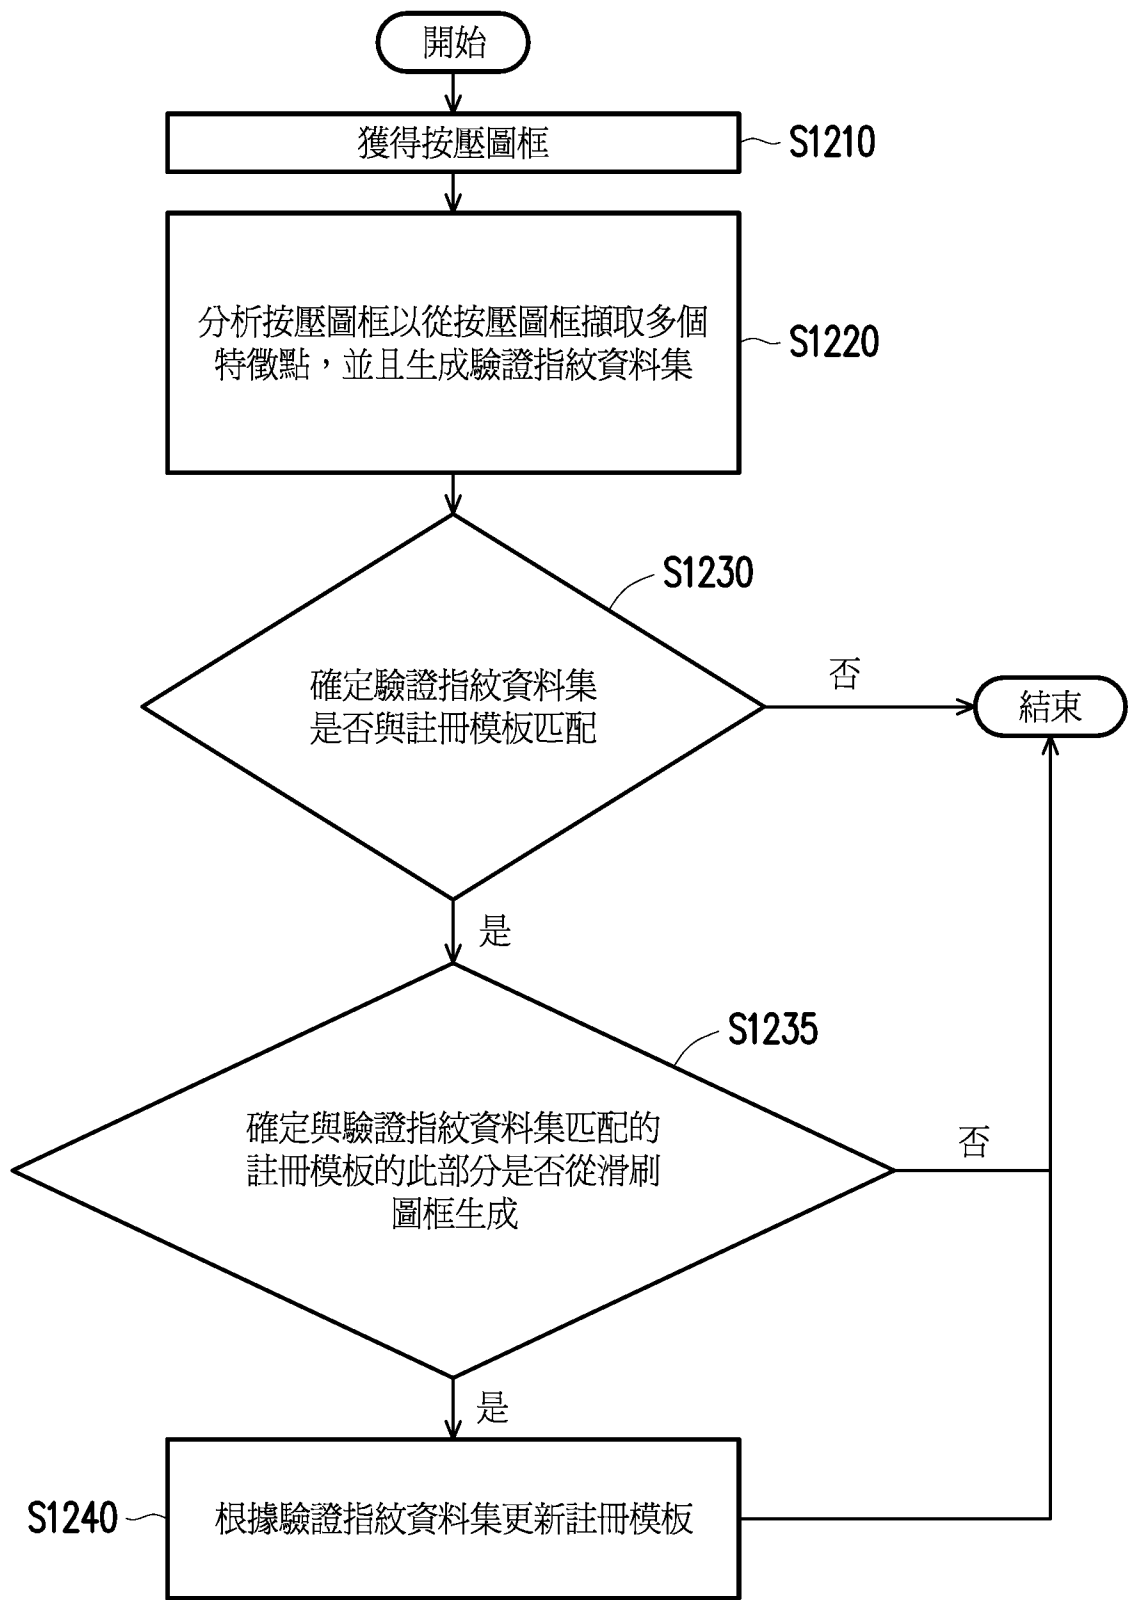 開始
獲得按壓圖框
S1210
分析按壓圖框以從按壓圖框擷取多個
特徵點，並且生成驗證指紋資料集
S1220
S1230
確定驗證指紋資料集
是否與註冊模板匹配
否
結束
是
S1235
確定與驗證指紋資料集匹配的
註冊模板的此部分是否從滑刷
圖框生成
否
是
S1240
根據驗證指紋資料集更新註冊模板